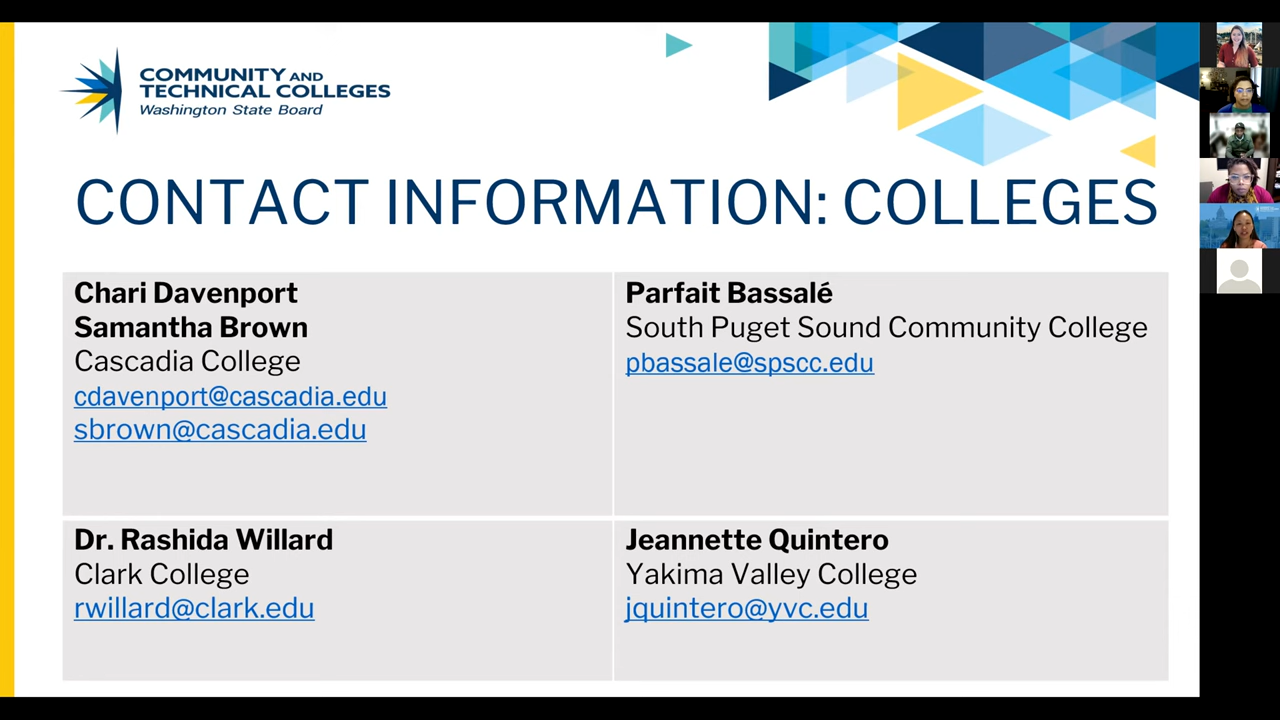 COMMUNITY AND
TECHNICAL COLLEGES
Washington State Board
CONTACT INFORMATION: COLLEGES
Chari Davenport
Samantha Brown
Cascadia College
cdavenport@cascadia.edu
sbrown@cascadia.edu
Parfait Bassalé
South Puget Sound Community College
pbassale@spscc.edu
Dr. Rashida Willard
Clark College
rwillard@clark.edu
Jeannette Quintero
Yakima Valley College
jquintero@yvc.edu